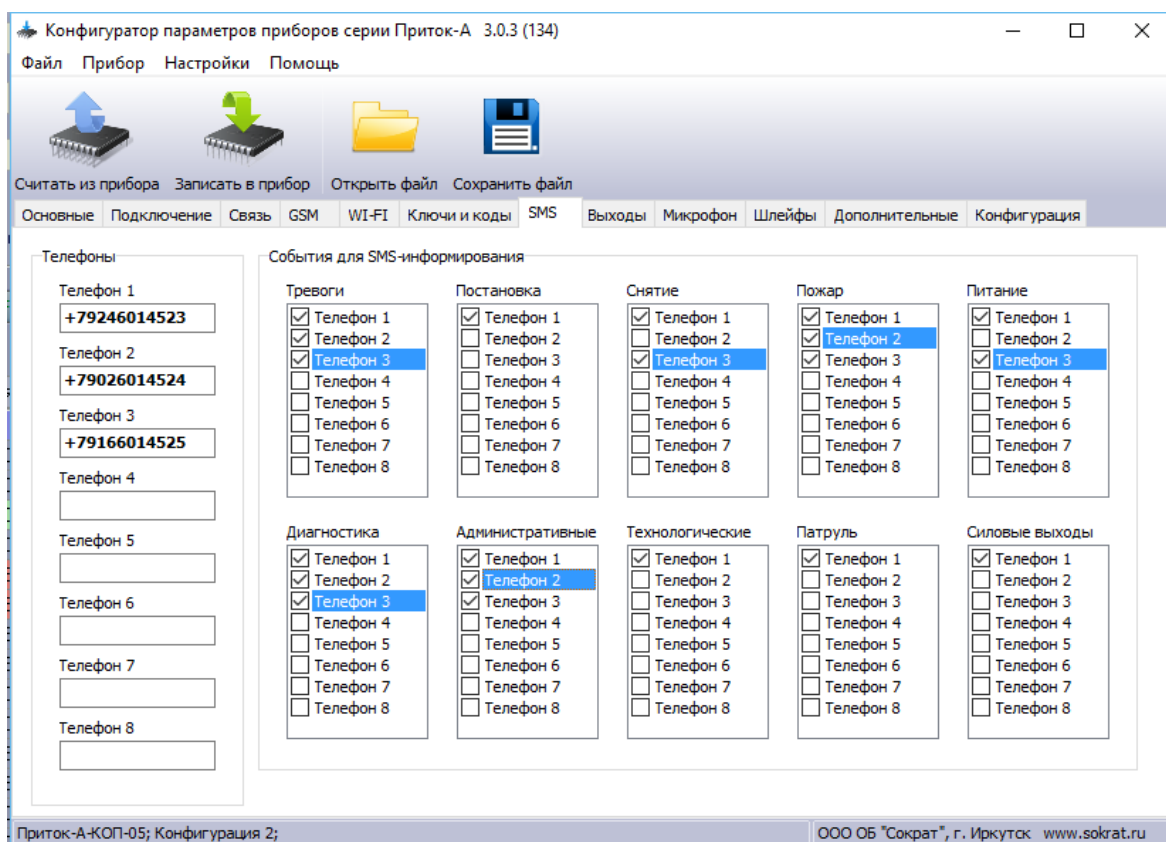 Конфигуратор параметров приборов серии Приток-А 3.0.3 (134)
Файл Прибор Настройки Помощь
Считать из прибора Записать в прибор Открыть файл Сохранить файл
Основные Подключение Связь GSM WI-FI Ключи и коды SMS Выходы Микрофон Шлейфы Дополнительные Конфигурация
Телефоны
Телефон 1
+79246014523
Телефон 2
+79026014524
Телефон 3
+79166014525
Телефон 4
Телефон 5
Телефон 6
Телефон 7
Телефон 8
События для SMS-информирования
Тревоги
Телефон 1
Телефон 2
Телефон 3
Телефон 4
Телефон 5
Телефон 6
Телефон 7
Телефон 8
Постановка
Телефон 1
Телефон 2
Телефон 3
Телефон 4
Телефон 5
Телефон 6
Телефон 7
Телефон 8
Снятие
Телефон 1
Телефон 2
Телефон 3
Телефон 4
Телефон 5
Телефон 6
Телефон 7
Телефон 8
Пожар
Телефон 1
Телефон 2
Телефон 3
Телефон 4
Телефон 5
Телефон 6
Телефон 7
Телефон 8
Питание
Телефон 1
Телефон 2
Телефон 3
Телефон 4
Телефон 5
Телефон 6
Телефон 7
Телефон 8
Диагностика
Телефон 1
Телефон 2
Телефон 3
Телефон 4
Телефон 5
Телефон 6
Телефон 7
Телефон 8
Административные
Телефон 1
Телефон 2
Телефон 3
Телефон 4
Телефон 5
Телефон 6
Телефон 7
Телефон 8
Технологические
Телефон 1
Телефон 2
Телефон 3
Телефон 4
Телефон 5
Телефон 6
Телефон 7
Телефон 8
Патруль
Телефон 1
Телефон 2
Телефон 3
Телефон 4
Телефон 5
Телефон 6
Телефон 7
Телефон 8
Силовые выходы
Телефон 1
Телефон 2
Телефон 3
Телефон 4
Телефон 5
Телефон 6
Телефон 7
Телефон 8
Приток-А-КОП-05; Конфигурация 2;
ООО ОБ "Сократ", г. Иркутск www.sokrat.ru